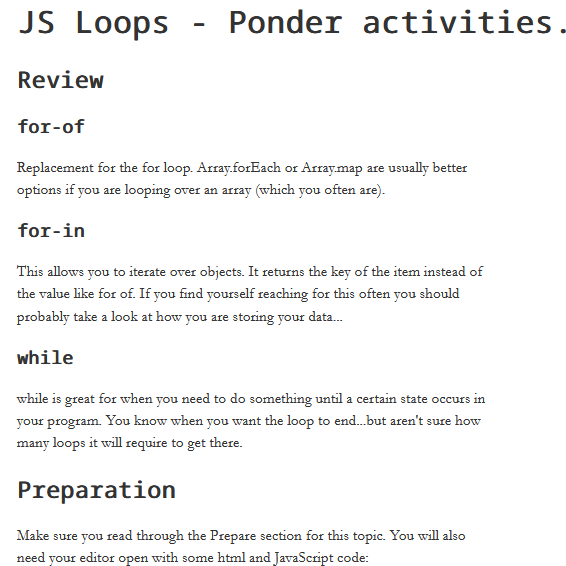 JS Loops - Ponder activities.
Review
for-of
Replacement for the for loop. Array.forEach or Array.map are usually better
options if you are looping over an array (which you often are).
for-in
This allows you to iterate over objects. It returns the key of the item instead of
the value like for of. If you find yourself reaching for this often you should
probably take a look at how you are storing your data...
while
while is great for when you need to do something until a certain state occurs in
your program. You know when you want the loop to end...but aren't sure how
many loops it will require to get there.
Preparation
Make sure you read through the Prepare section for this topic. You will also
need your editor open with some html and JavaScript code: